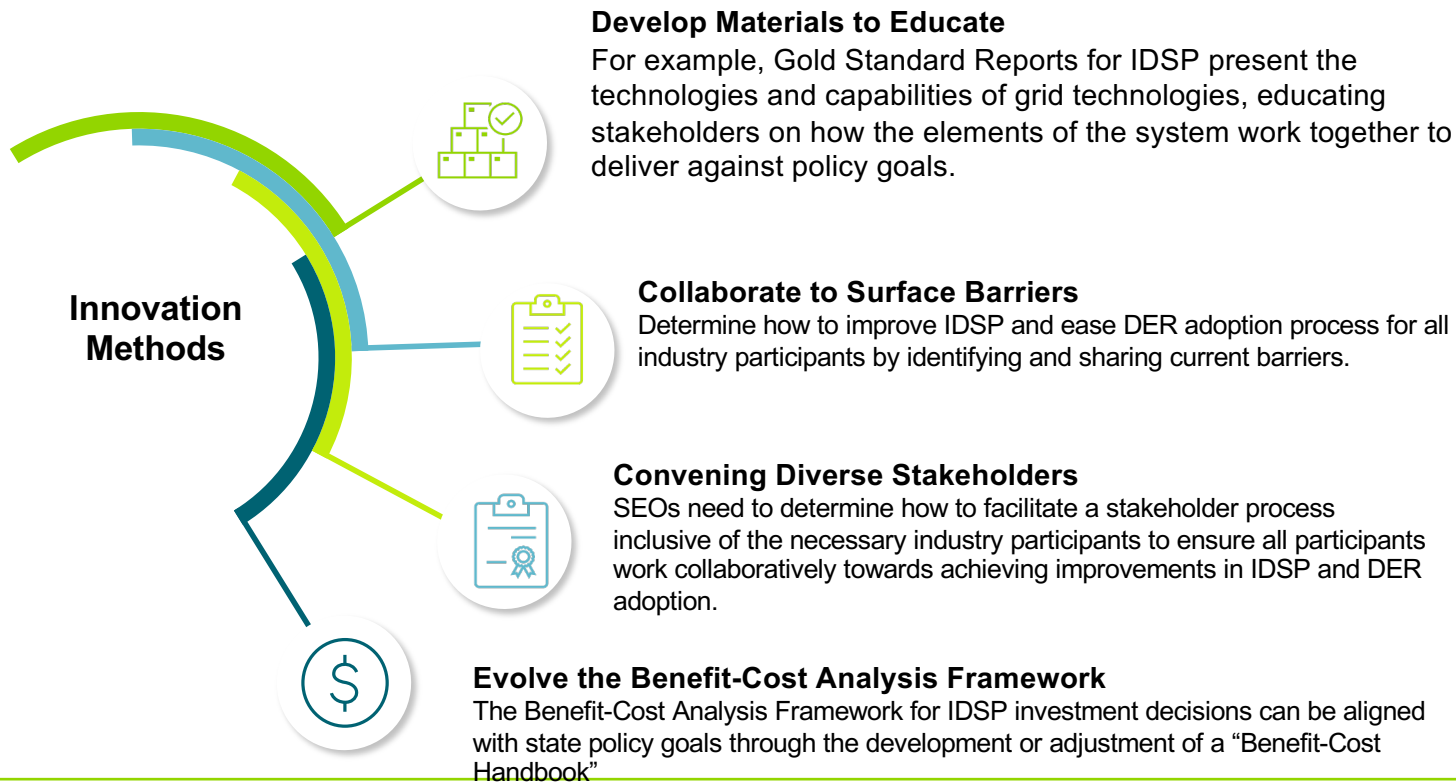 Develop Materials to Educate
For example, Gold Standard Reports for IDSP present the
technologies and capabilities of grid technologies, educating
stakeholders on how the elements of the system work together to
deliver against policy goals.
Innovation
Methods
Collaborate to Surface Barriers
Determine how to improve IDSP and ease DER adoption process for all
industry participants by identifying and sharing current barriers.
Convening Diverse Stakeholders
SEOs need to determine how to facilitate a stakeholder process
inclusive of the necessary industry participants to ensure all participants
work collaboratively towards achieving improvements in IDSP and DER
adoption.
$
Evolve the Benefit-Cost Analysis Framework
The Benefit-Cost Analysis Framework for IDSP investment decisions can be aligned
with state policy goals through the development or adjustment of a “Benefit-Cost
Handbook”